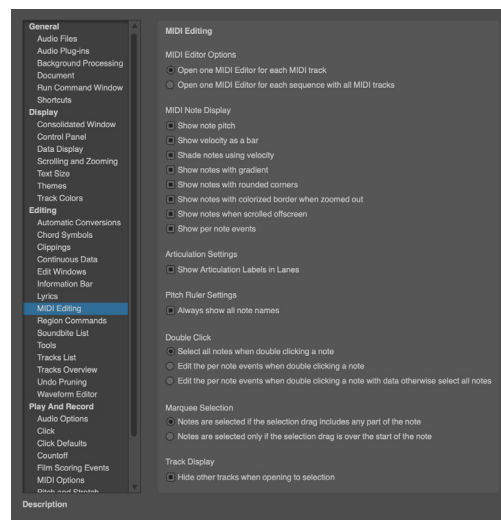 General
Audio Files
Audio Plug-ins
Background Processing
Document
Run Command Window
Shortcuts
Display
Consolidated Window
Control Panel
Data Display
Scrolling and Zooming
Text Size
Themes
Track Colors
Editing
Automatic Conversions
Chord Symbols
Clippings
Continuous Data
Edit Windows
Information Bar
Lyrics
MIDI Editing
Region Commands
Soundbite List
Tools
Tracks List
Tracks Overview
Undo Pruning
Waveform Editor
Play And Record
Audio Options
Click
Click Defaults
Countoff
Film Scoring Events
MIDI Options
Pitch and Stretch
MIDI Editing
MIDI Editor Options
Open one MIDI Editor for each MIDI track
Open one MIDI Editor for each sequence with all MIDI tracks
MIDI Note Display
Show note pitch
Show velocity as a bar
Shade notes using velocity
Show notes with gradient
Show notes with rounded corners
Show notes with colorized border when zoomed out
Show notes when scrolled offscreen
Show per note events
Articulation Settings
Show Articulation Labels in Lanes
Pitch Ruler Settings
Always show all note names
Double Click
Select all notes when double clicking a note
Edit the per note events when double clicking a note
Edit the per note events when double clicking a note with data otherwise select all notes
Marquee Selection
Notes are selected if the selection drag includes any part of the note
Notes are selected only if the selection drag is over the start of the note
Track Display
Hide other tracks when opening to selection
Description